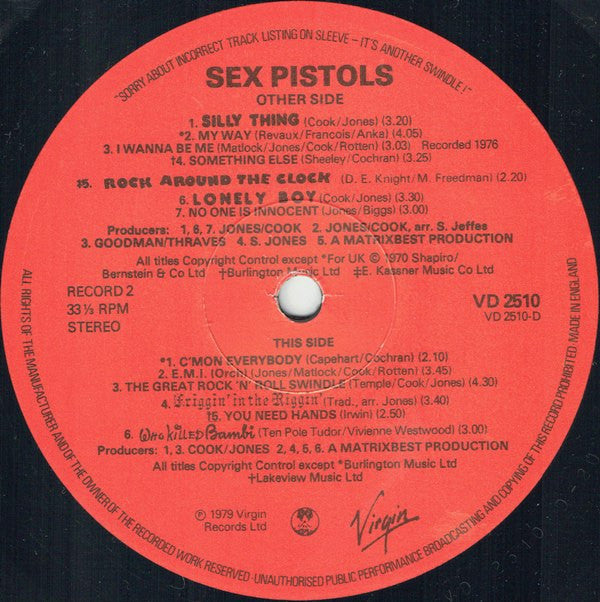 "SORRY ABOUT INCORRECT TRACK LISTING ON SLEEVE – IT'S ANOTHER SWINDLE!"
SEX PISTOLS
OTHER SIDE
1. SILLY THING (Cook/Jones) (3.20)
*2. MY WAY (Revaux/Francois/Anka) (4.05)
3. I WANNA BE ME (Matlock/Jones/Cook/Rotten) (3.03) Recorded 1976
†4. SOMETHING ELSE (Sheeley/Cochran) (3.25)
‡5. ROCK AROUND THE CLOCK (D. E. Knight/M. Freedman) (2.20)
6. LONELY BOY (Cook/Jones) (3.30)
7. NO ONE IS INNOCENT (Jones/Biggs) (3.00)
Producers: 1, 6, 7. JONES/COOK 2. JONES/COOK, arr. S. Jeffes
3. GOODMAN/THRAVES 4. S. JONES 5. A MATRIXBEST PRODUCTION
All titles Copyright Control except *For UK © 1970 Shapiro/
Bernstein & Co Ltd †Burlington Music Ltd ‡E. Kassner Music Co Ltd
RECORD 2
33⅓ RPM
STEREO
VD 2510
VD 2510-D
THIS SIDE
*1. C'MON EVERYBODY (Capehart/Cochran) (2.10)
2. E.M.I. (Orch) (Jones/Matlock/Cook/Rotten) (3.45)
3. THE GREAT ROCK 'N' ROLL SWINDLE (Temple/Cook/Jones) (4.30)
4. Friggin' in the Riggin' (Trad., arr. Jones) (3.40)
†5. YOU NEED HANDS (Irwin) (2.50)
6. Who Killed Bambi (Ten Pole Tudor/Vivienne Westwood) (3.00)
Producers: 1, 3. COOK/JONES 2, 4, 5, 6. A MATRIXBEST PRODUCTION
All titles Copyright Control except *Burlington Music Ltd
†Lakeview Music Ltd
℗ 1979 Virgin
Records Ltd
Virgin
ALL RIGHTS OF THE MANUFACTURER AND OF THE OWNER OF THE RECORDED WORK RESERVED · UNAUTHORISED PUBLIC PERFORMANCE BROADCASTING AND COPYING OF THIS RECORD PROHIBITED · MADE IN ENGLAND